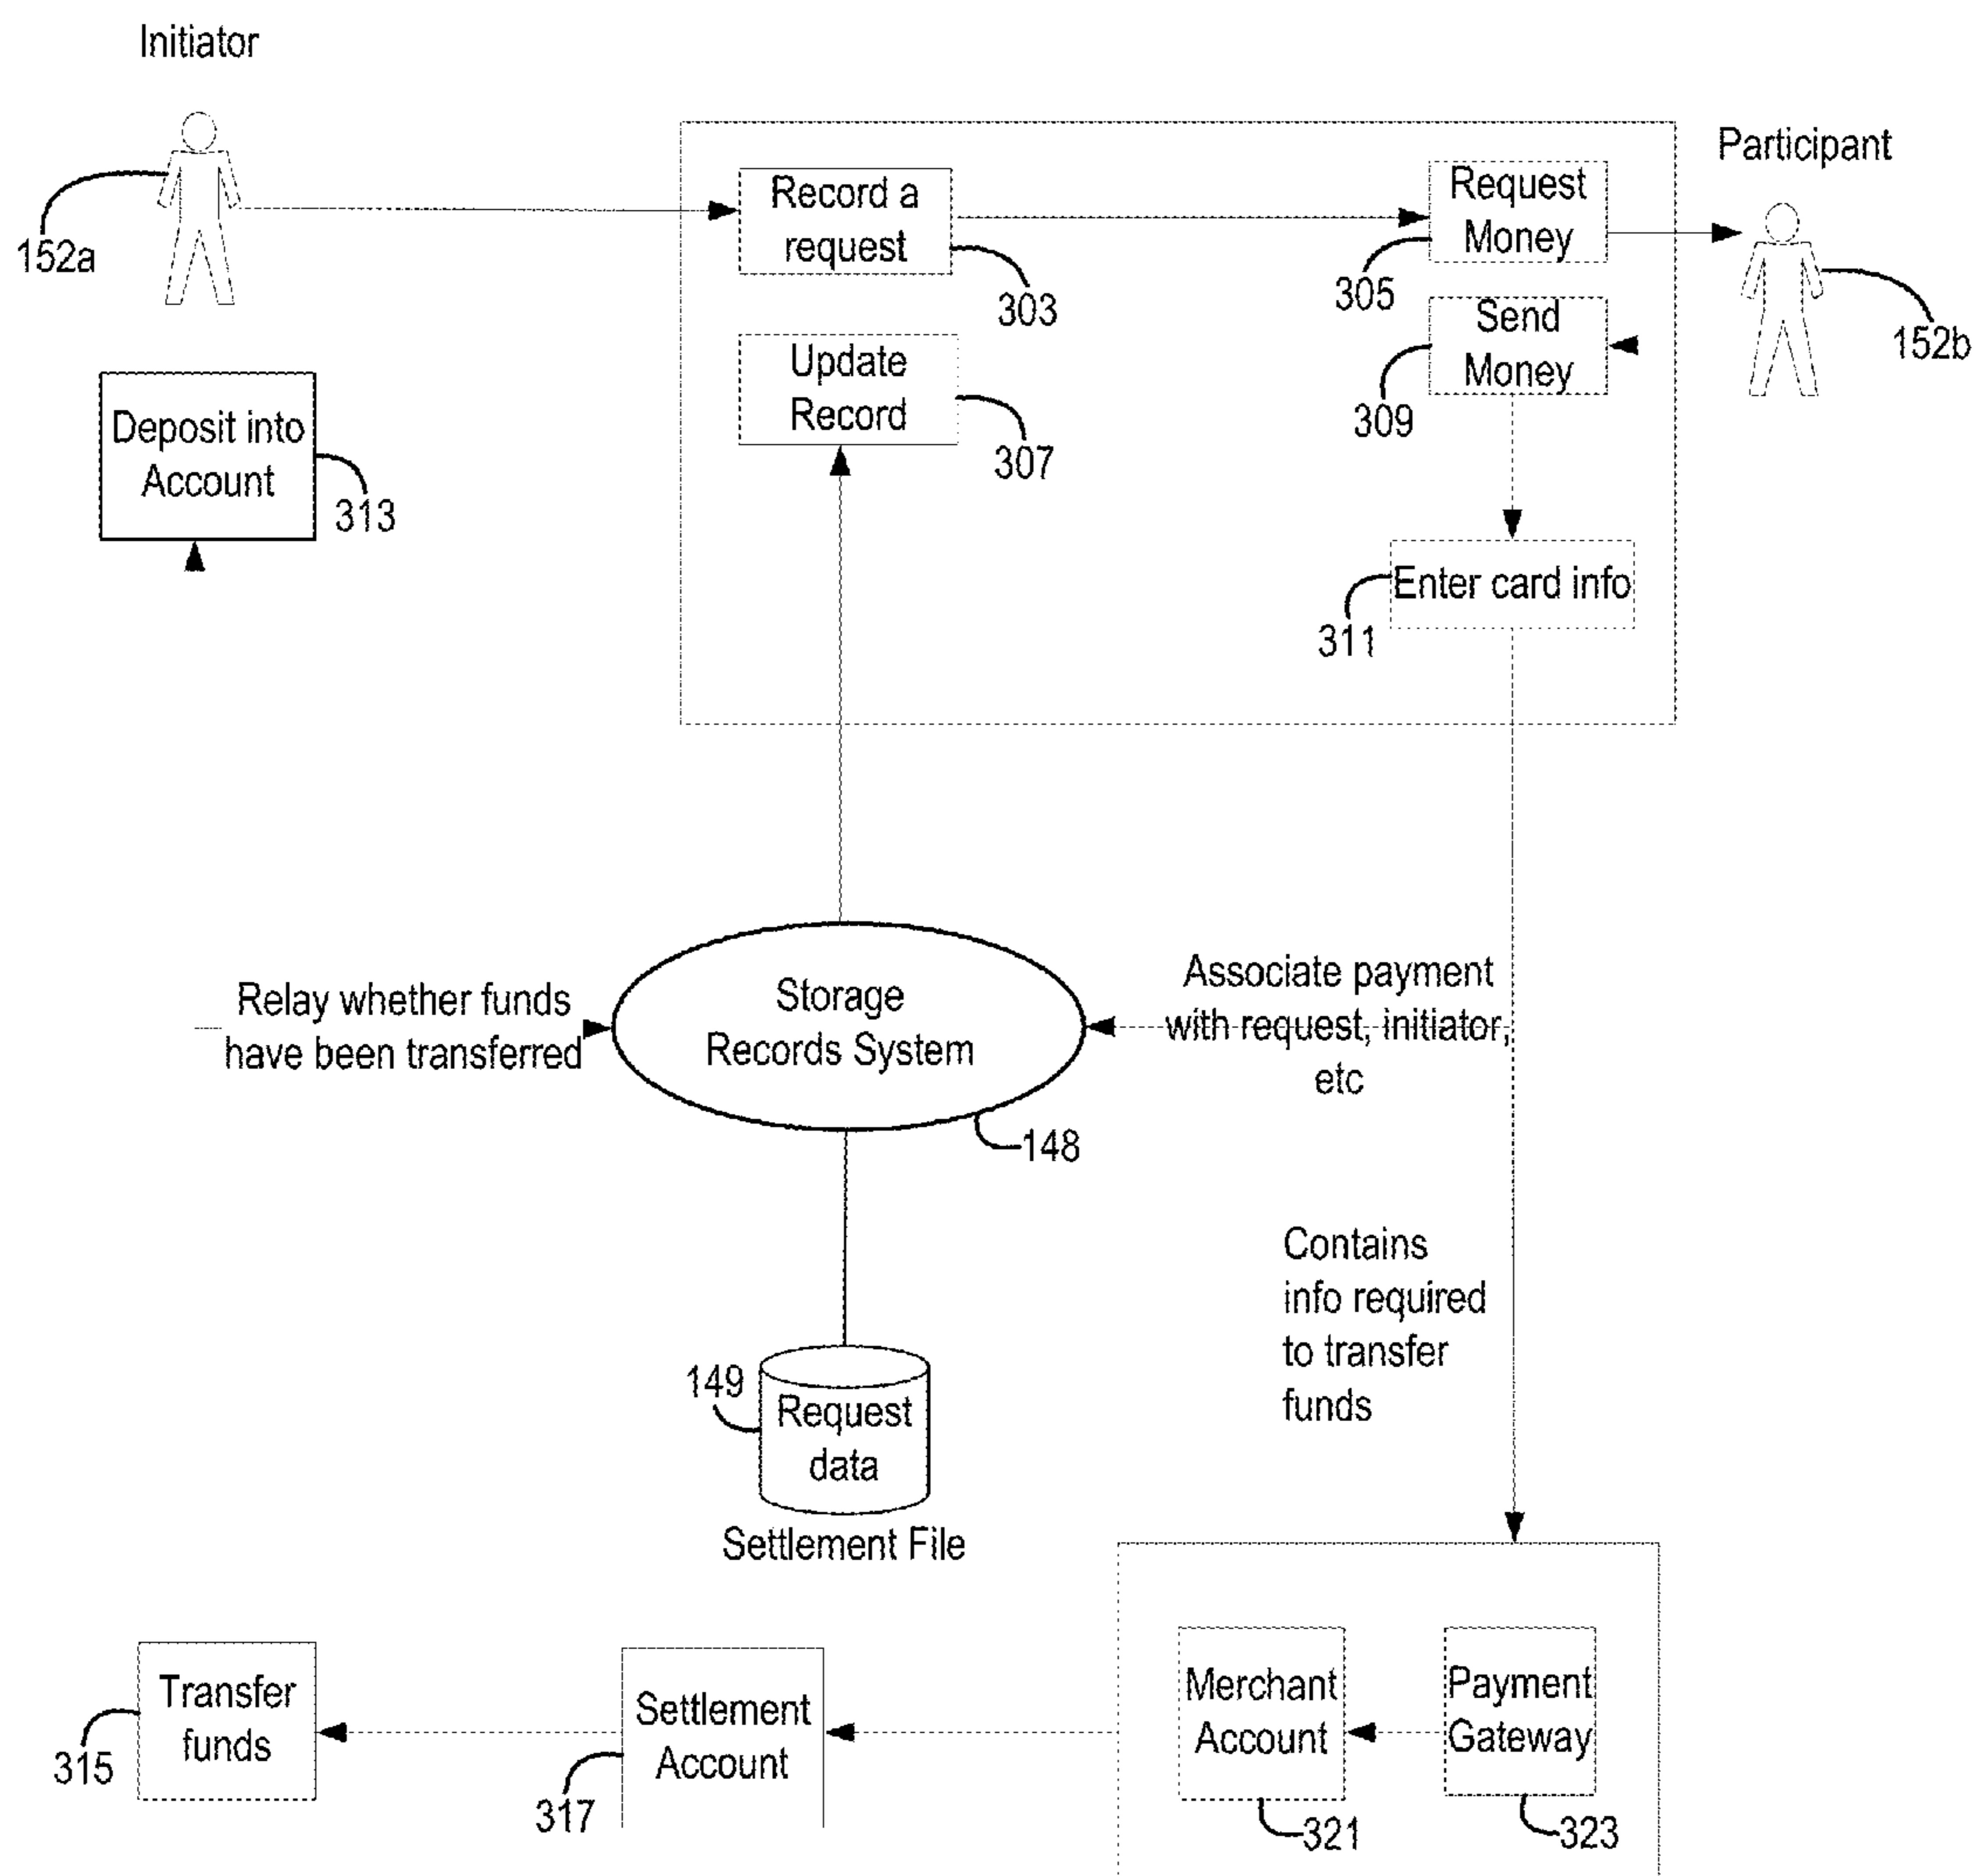 Initiator
152a
Participant
152b
Record a
request
303
Request
Money
305
Send
Money
309
Update
Record
307
Deposit into
Account
313
Enter card info
311
Relay whether funds
have been transferred
Storage
Records System
148
Associate payment
with request, initiator,
etc
Contains
info required
to transfer
funds
149
Request
data
Settlement File
Transfer
funds
315
Settlement
Account
317
Merchant
Account
321
Payment
Gateway
323